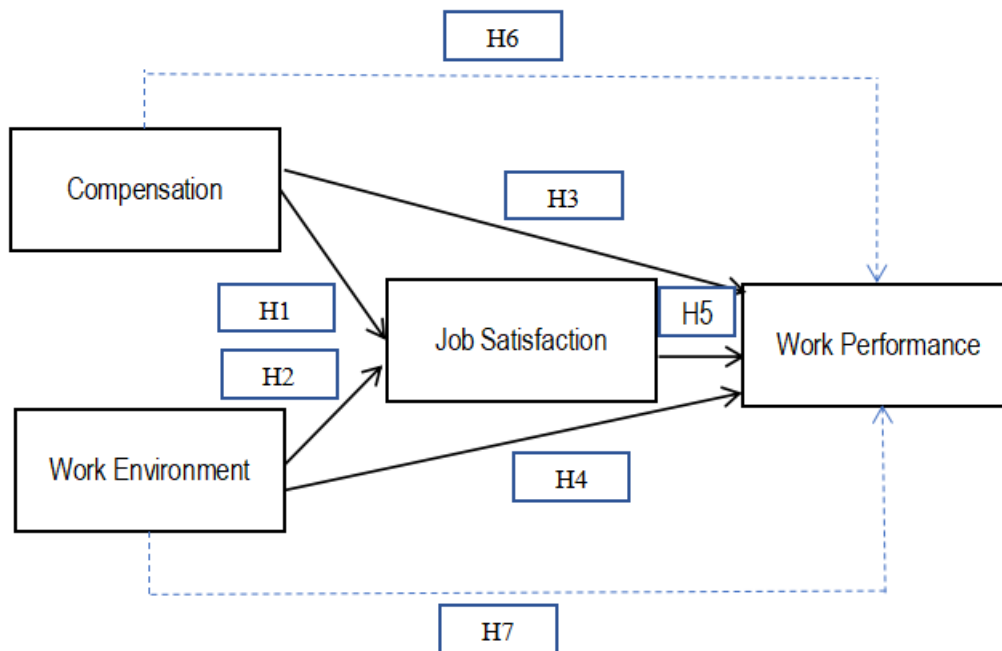 H6
Compensation
H3
H1
Job Satisfaction
H5
Work Performance
H2
Work Environment
H4
H7